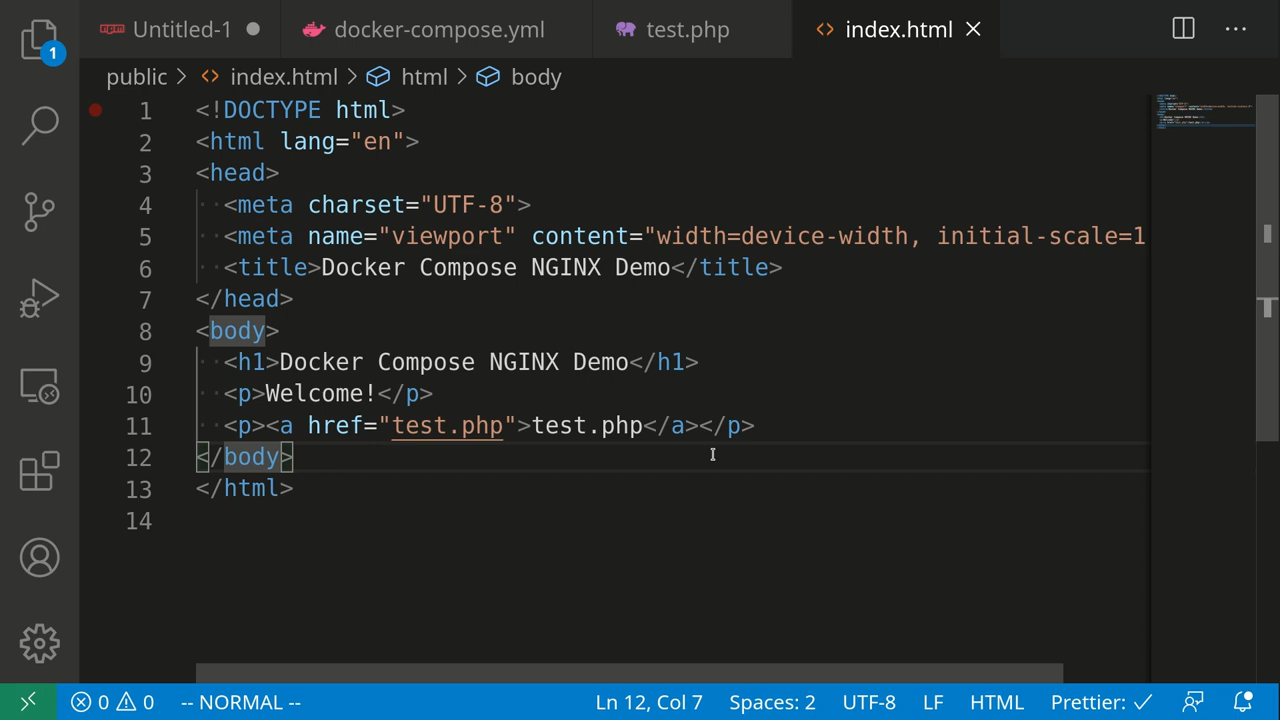 Untitled-1 docker-compose.yml test.php index.html
1
public > index.html > html > body
1 <!DOCTYPE html>
2 <html lang="en">
3 <head>
4 <meta charset="UTF-8">
5 <meta name="viewport" content="width=device-width, initial-scale=1
6 <title>Docker Compose NGINX Demo</title>
7 </head>
8 <body>
9 <h1>Docker Compose NGINX Demo</h1>
10 <p>Welcome!</p>
11 <p><a href="test.php">test.php</a></p>
12 </body>
13 </html>
14
0 0 -- NORMAL -- Ln 12, Col 7 Spaces: 2 UTF-8 LF HTML Prettier: ✓